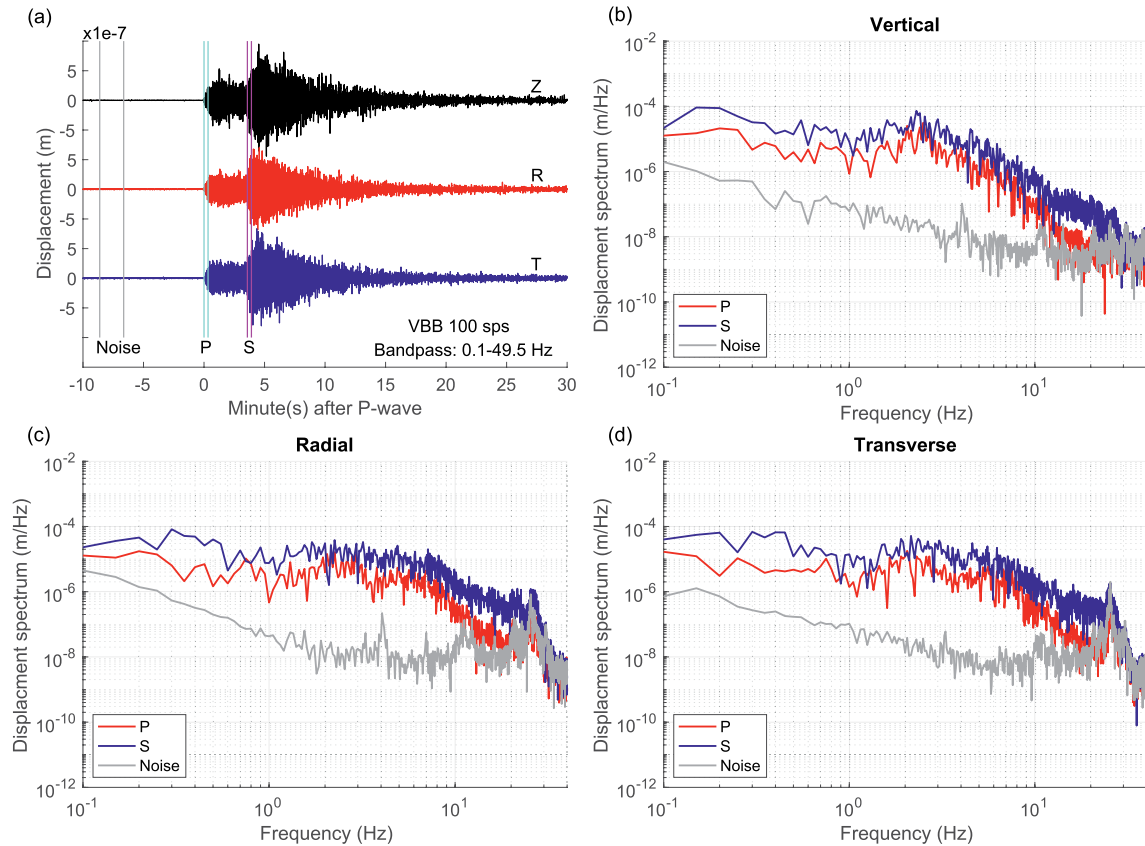 (a)
x1e-7
Displacement (m)
5
0
-5
5
0
-5
5
0
-5
Z
R
T
Noise
P
S
VBB 100 sps
Bandpass: 0.1-49.5 Hz
-10
-5
0
5
10
15
20
25
30
Minute(s) after P-wave
(b)
Vertical
Displacment spectrum (m/Hz)
10-2
10-4
10-6
10-8
10-10
10-12
P
S
Noise
10-1
100
101
Frequency (Hz)
(c)
Radial
Displacment spectrum (m/Hz)
10-2
10-4
10-6
10-8
10-10
10-12
P
S
Noise
10-1
100
101
Frequency (Hz)
(d)
Transverse
Displacment spectrum (m/Hz)
10-2
10-4
10-6
10-8
10-10
10-12
P
S
Noise
10-1
100
101
Frequency (Hz)